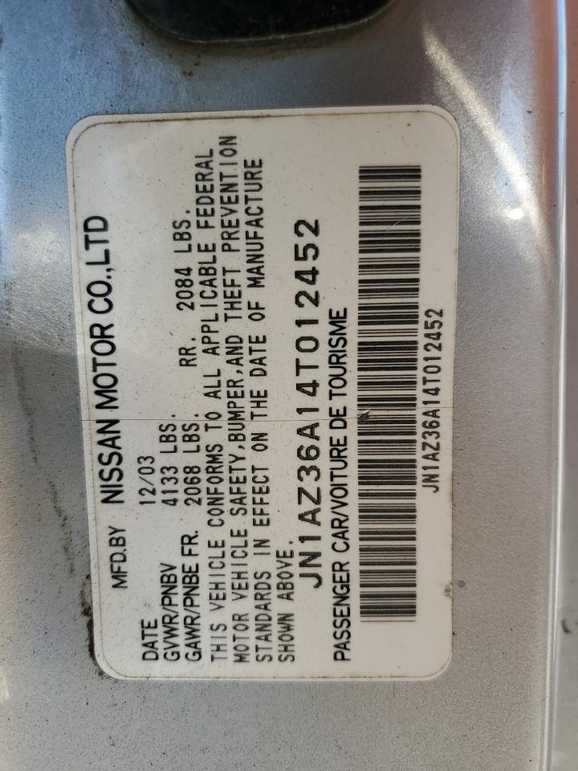 MFD.BY NISSAN MOTOR CO.,LTD
DATE 12/03
GVWR/PNBV 4133 LBS.
GAWR/PNBE FR. 2068 LBS. RR. 2084 LBS.
THIS VEHICLE CONFORMS TO ALL APPLICABLE FEDERAL
MOTOR VEHICLE SAFETY,BUMPER,AND THEFT PREVENTION
STANDARDS IN EFFECT ON THE DATE OF MANUFACTURE
SHOWN ABOVE.
JN1AZ36A14T012452
PASSENGER CAR/VOITURE DE TOURISME
JN1AZ36A14T012452